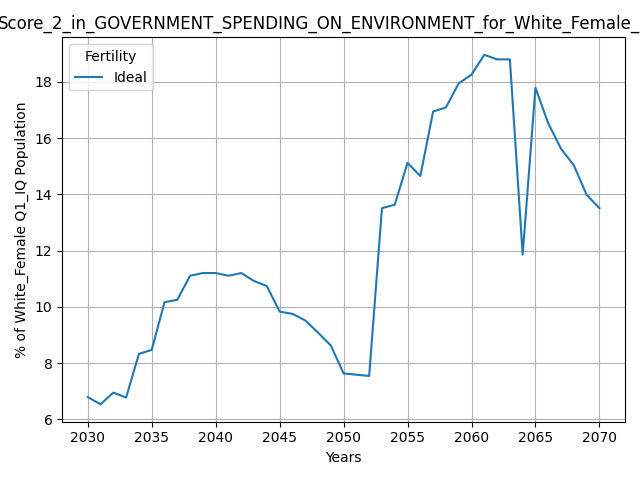 Score_2_in_GOVERNMENT_SPENDING_ON_ENVIRONMENT_for_White_Female_
Fertility
Ideal
% of White_Female Q1_IQ Population
18
16
14
12
10
8
6
2030 2035 2040 2045 2050 2055 2060 2065 2070
Years